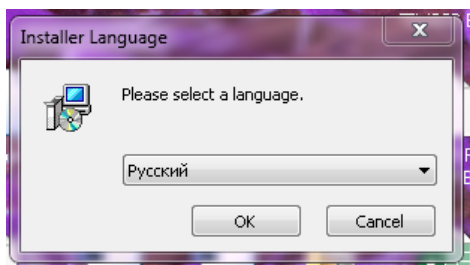 Installer Language
Please select a language.
Русский
OK
Cancel